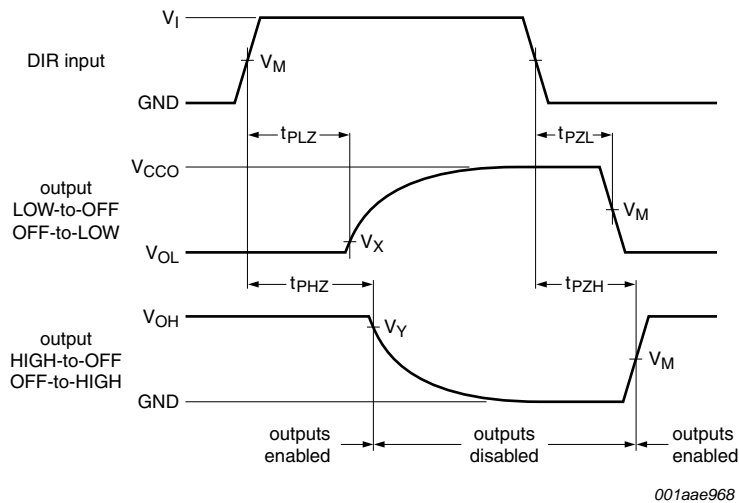 V_I
DIR input
V_M
GND
t_PLZ
t_PZL
V_CCO
output
LOW-to-OFF
OFF-to-LOW
V_M
V_X
V_OL
t_PHZ
t_PZH
V_OH
V_Y
output
HIGH-to-OFF
OFF-to-HIGH
V_M
GND
outputs
enabled
outputs
disabled
outputs
enabled
001aae968